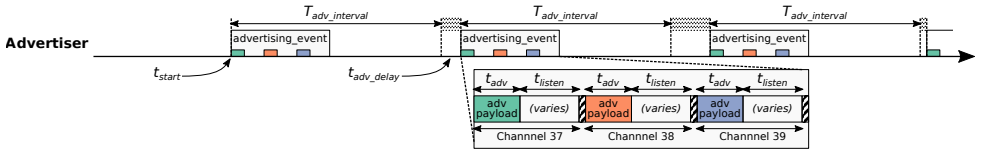 T_adv_interval T_adv_interval T_adv_interval
advertising_event advertising_event advertising_event
Advertiser
t_start t_adv_delay
t_adv t_listen t_adv t_listen t_adv t_listen
adv payload (varies) adv payload (varies) adv payload (varies)
Channnel 37 Channnel 38 Channnel 39